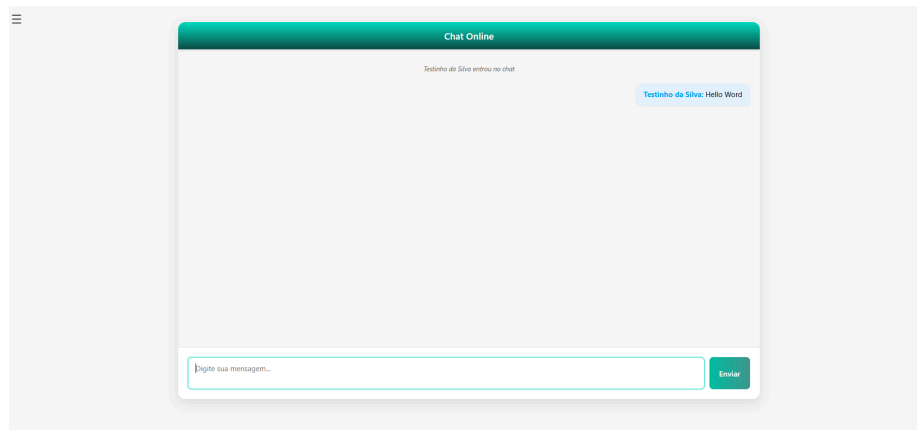 Chat Online
Testinho da Silva entrou no chat
Testinho da Silva: Hello Word
Digite sua mensagem...
Enviar